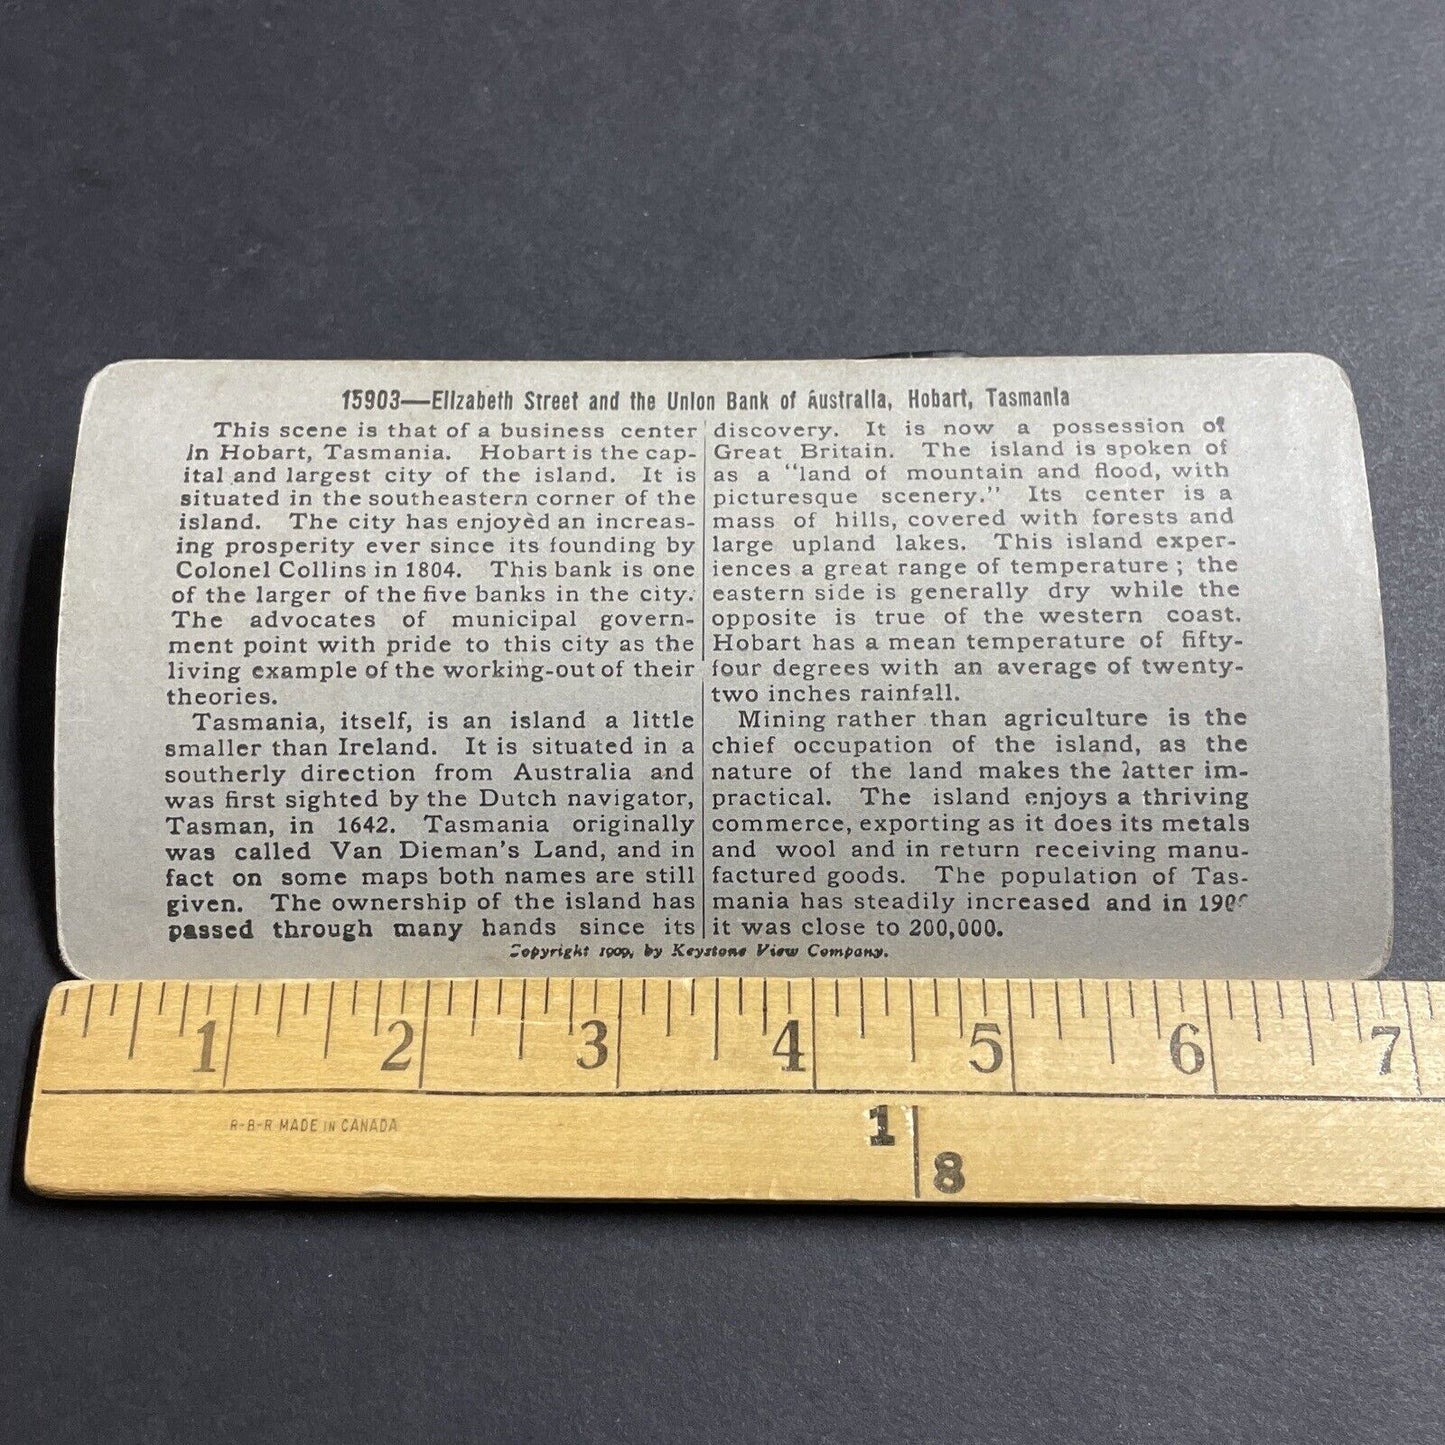 15903—Elizabeth Street and the Union Bank of Australia, Hobart, Tasmania
This scene is that of a business center
in Hobart, Tasmania. Hobart is the cap-
ital and largest city of the island. It is
situated in the southeastern corner of the
island. The city has enjoyed an increas-
ing prosperity ever since its founding by
Colonel Collins in 1804. This bank is one
of the larger of the five banks in the city.
The advocates of municipal govern-
ment point with pride to this city as the
living example of the working-out of their
theories.
Tasmania, itself, is an island a little
smaller than Ireland. It is situated in a
southerly direction from Australia and
was first sighted by the Dutch navigator,
Tasman, in 1642. Tasmania originally
was called Van Dieman's Land, and in
fact on some maps both names are still
given. The ownership of the island has
passed through many hands since its
discovery. It is now a possession of
Great Britain. The island is spoken of
as a "land of mountain and flood, with
picturesque scenery." Its center is a
mass of hills, covered with forests and
large upland lakes. This island exper-
iences a great range of temperature; the
eastern side is generally dry while the
opposite is true of the western coast.
Hobart has a mean temperature of fifty-
four degrees with an average of twenty-
two inches rainfall.
Mining rather than agriculture is the
chief occupation of the island, as the
nature of the land makes the latter im-
practical. The island enjoys a thriving
commerce, exporting as it does its metals
and wool and in return receiving manu-
factured goods. The population of Tas-
mania has steadily increased and in
it was close to 200,000.
Copyright 1909, by Keystone View Company.
1 2 3 4 5 6 7
R-B-R MADE IN CANADA
1
8